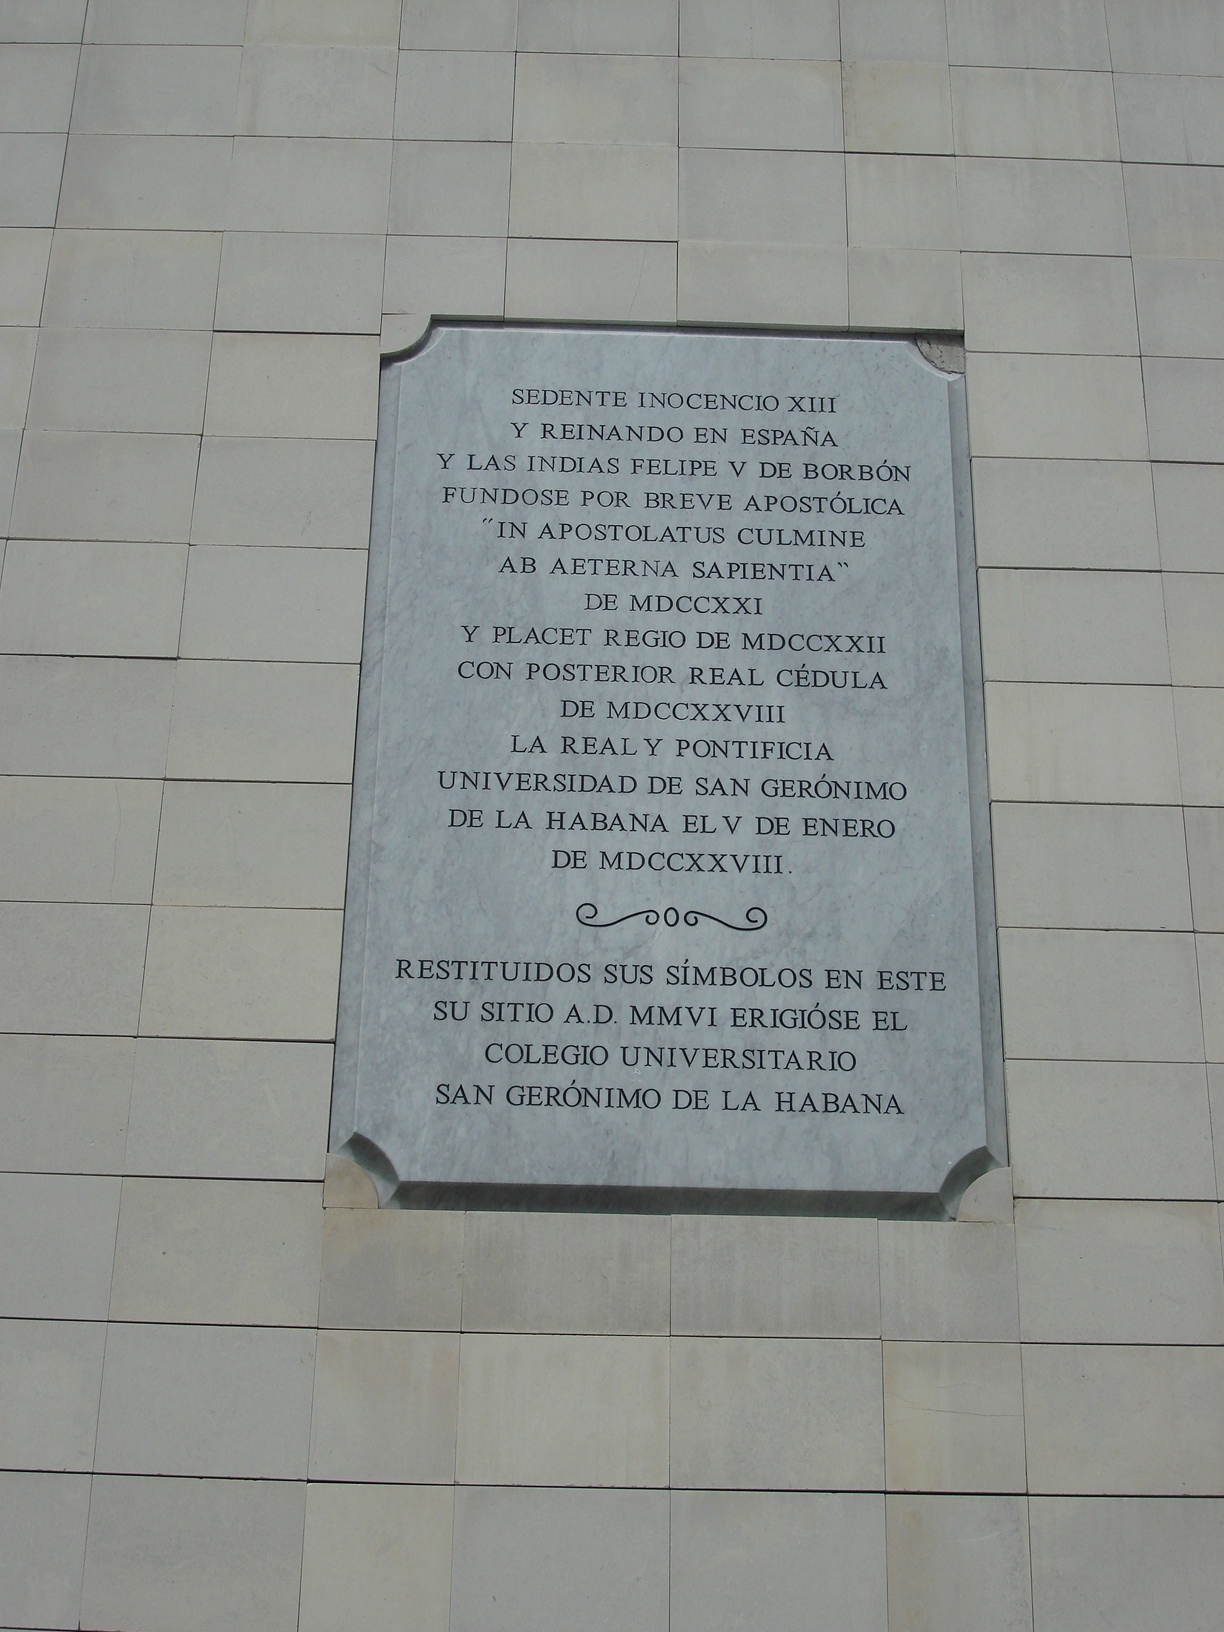 SEDENTE INOCENCIO XIII
Y REINANDO EN ESPAÑA
Y LAS INDIAS FELIPE V DE BORBÓN
FUNDOSE POR BREVE APOSTÓLICA
˝IN APOSTOLATUS CULMINE
AB AETERNA SAPIENTIA˝
DE MDCCXXI
Y PLACET REGIO DE MDCCXXII
CON POSTERIOR REAL CÉDULA
DE MDCCXXVIII
LA REAL Y PONTIFICIA
UNIVERSIDAD DE SAN GERÓNIMO
DE LA HABANA EL V DE ENERO
DE MDCCXXVIII.
RESTITUIDOS SUS SÍMBOLOS EN ESTE
SU SITIO A.D. MMVI ERIGIÓSE EL
COLEGIO UNIVERSITARIO
SAN GERÓNIMO DE LA HABANA